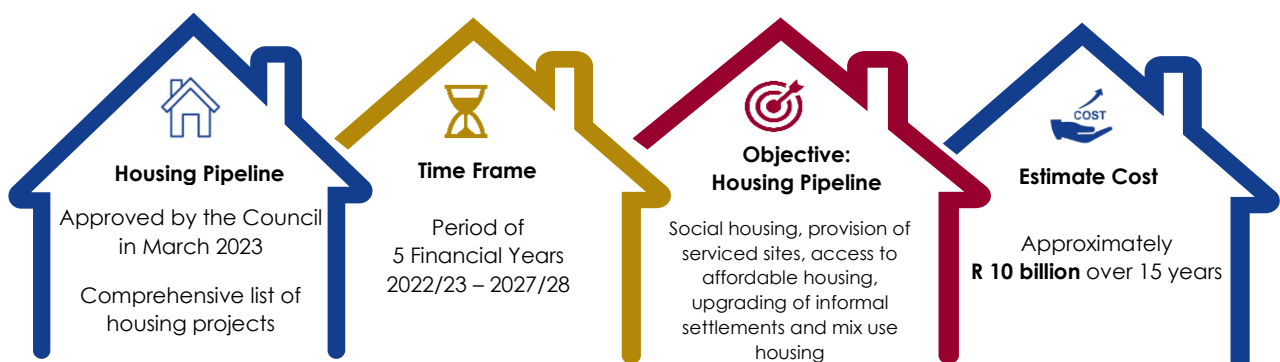 Housing Pipeline
Approved by the Council
in March 2023
Comprehensive list of
housing projects
Time Frame
Period of
5 Financial Years
2022/23 – 2027/28
Objective:
Housing Pipeline
Social housing, provision of
serviced sites, access to
affordable housing,
upgrading of informal
settlements and mix use
housing
COST
Estimate Cost
Approximately
R 10 billion over 15 years